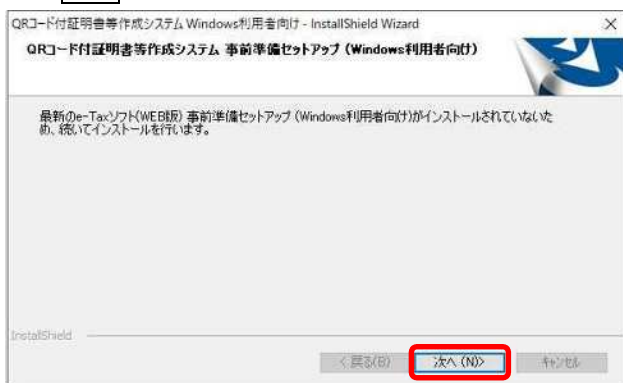 QRコード付証明書等作成システム Windows利用者向け - InstallShield Wizard
QRコード付証明書等作成システム 事前準備セットアップ (Windows利用者向け)
最新のe-Taxソフト(WEB版) 事前準備セットアップ (Windows利用者向け)がインストールされていないた
め、続いてインストールを行います。
InstallShield
< 戻る(B)
次へ (N)>
キャンセル